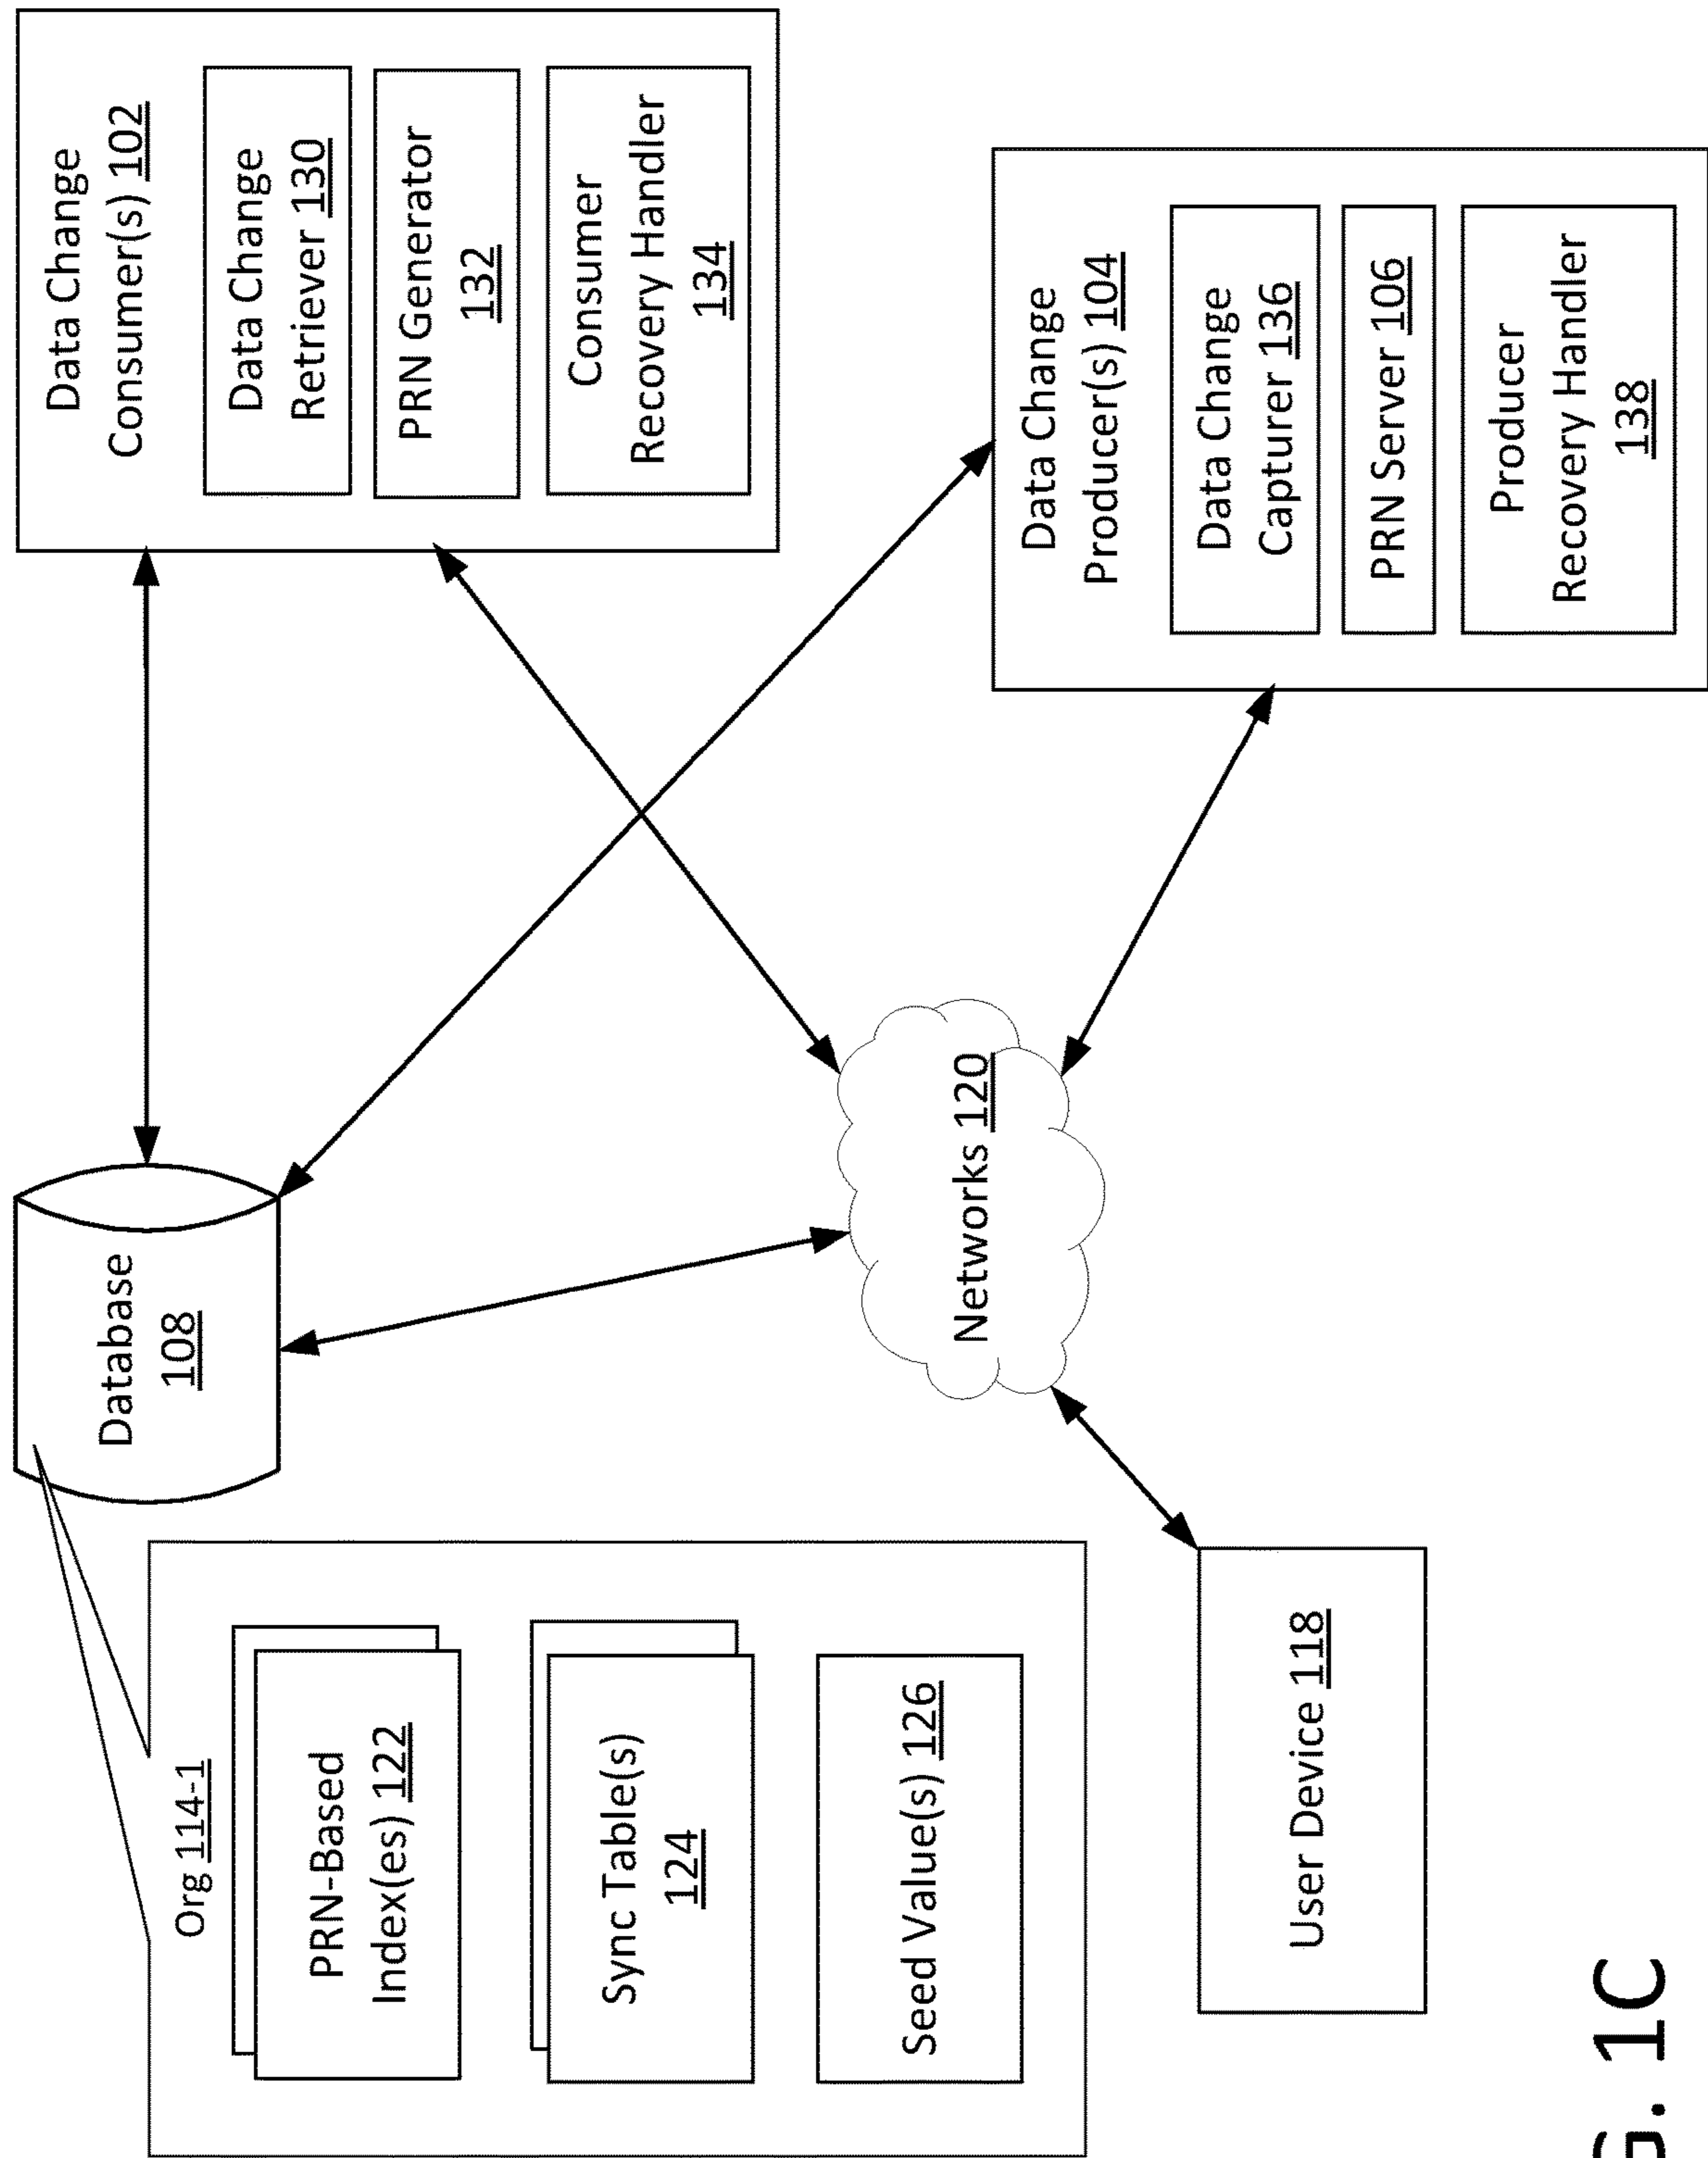 Org 114-1
PRN-Based
Index(es) 122
Sync Table(s)
124
Seed Value(s) 126
Database
108
Data Change
Consumer(s) 102
Data Change
Retriever 130
PRN Generator
132
Consumer
Recovery Handler
134
Networks 120
User Device 118
Data Change
Producer(s) 104
Data Change
Capturer 136
PRN Server 106
Producer
Recovery Handler
138
G. 1C